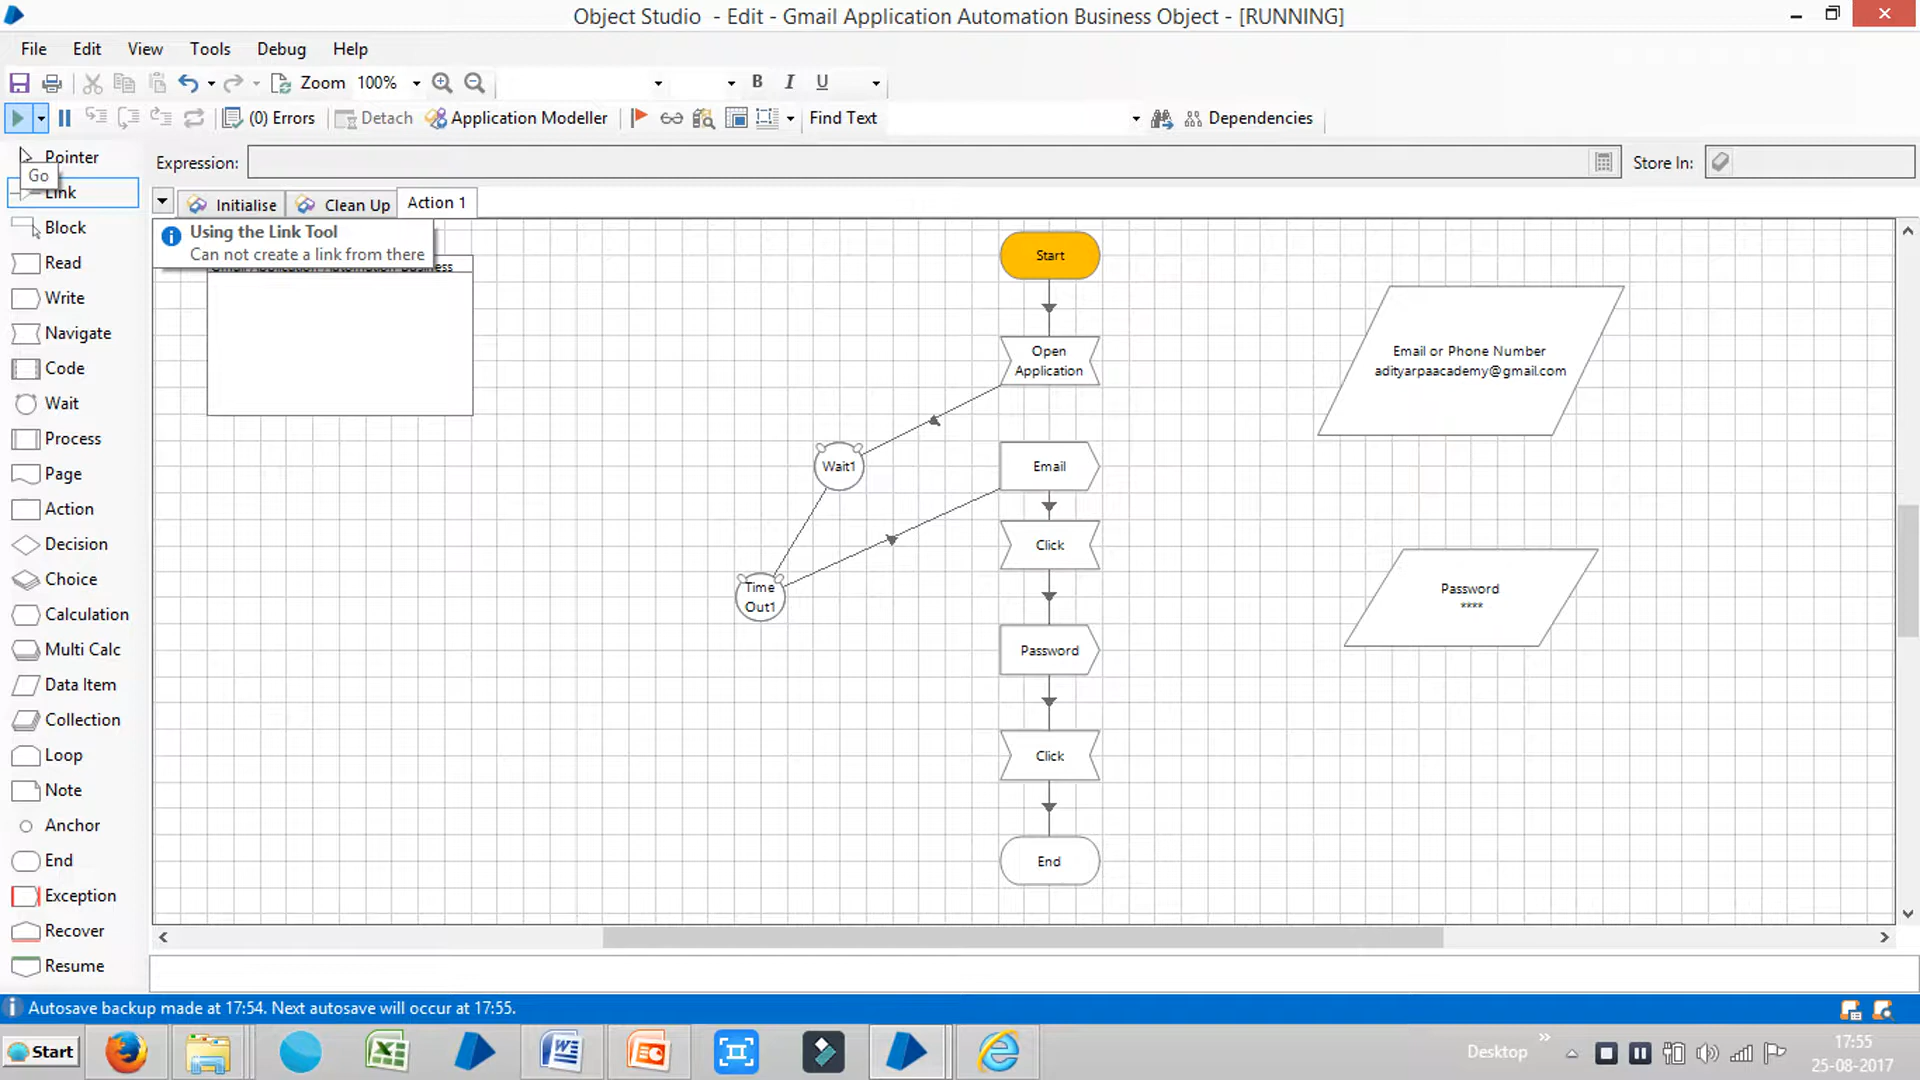 Object Studio - Edit - Gmail Application Automation Business Object - [RUNNING]
File Edit View Tools Debug Help
Zoom 100% B I U
(0) Errors Detach Application Modeller Find Text Dependencies
Pointer
Go
Link
Block
Read
Write
Navigate
Code
Wait
Process
Page
Action
Decision
Choice
Calculation
Multi Calc
Data Item
Collection
Loop
Note
Anchor
End
Exception
Recover
Resume
Expression: Store In:
Initialise Clean Up Action 1
Using the Link Tool
Can not create a link from there
Gmail Application Automation Business
Start
Open
Application
Wait1
Email
Click
Time
Out1
Password
Click
End
Email or Phone Number
adityarpaacademy@gmail.com
Password
****
Autosave backup made at 17:54. Next autosave will occur at 17:55.
Start
Desktop
17:55
25-08-2017